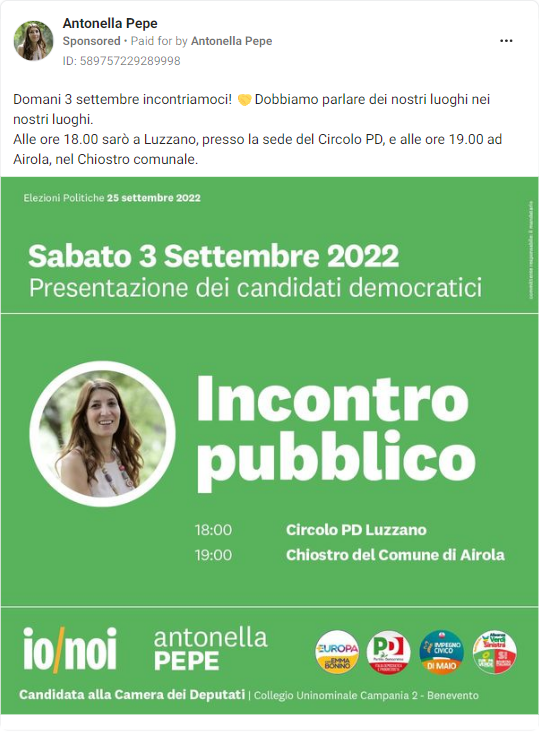 Antonella Pepe
Sponsored • Paid for by Antonella Pepe
ID: 589757229289998
Domani 3 settembre incontriamoci! 🤝 Dobbiamo parlare dei nostri luoghi nei
nostri luoghi.
Alle ore 18.00 sarò a Luzzano, presso la sede del Circolo PD, e alle ore 19.00 ad
Airola, nel Chiostro comunale.
Elezioni Politiche 25 settembre 2022
committente responsabile: il mandatario
Sabato 3 Settembre 2022
Presentazione dei candidati democratici
Incontro
pubblico
18:00 Circolo PD Luzzano
19:00 Chiostro del Comune di Airola
io/noi
antonella
PEPE
+EUROPA
CON
EMMA
BONINO
PD
Partito Democratico
IMPEGNO
CIVICO
DI MAIO
Alleanza
Verdi
Sinistra
SI
Candidata alla Camera dei Deputati | Collegio Uninominale Campania 2 - Benevento